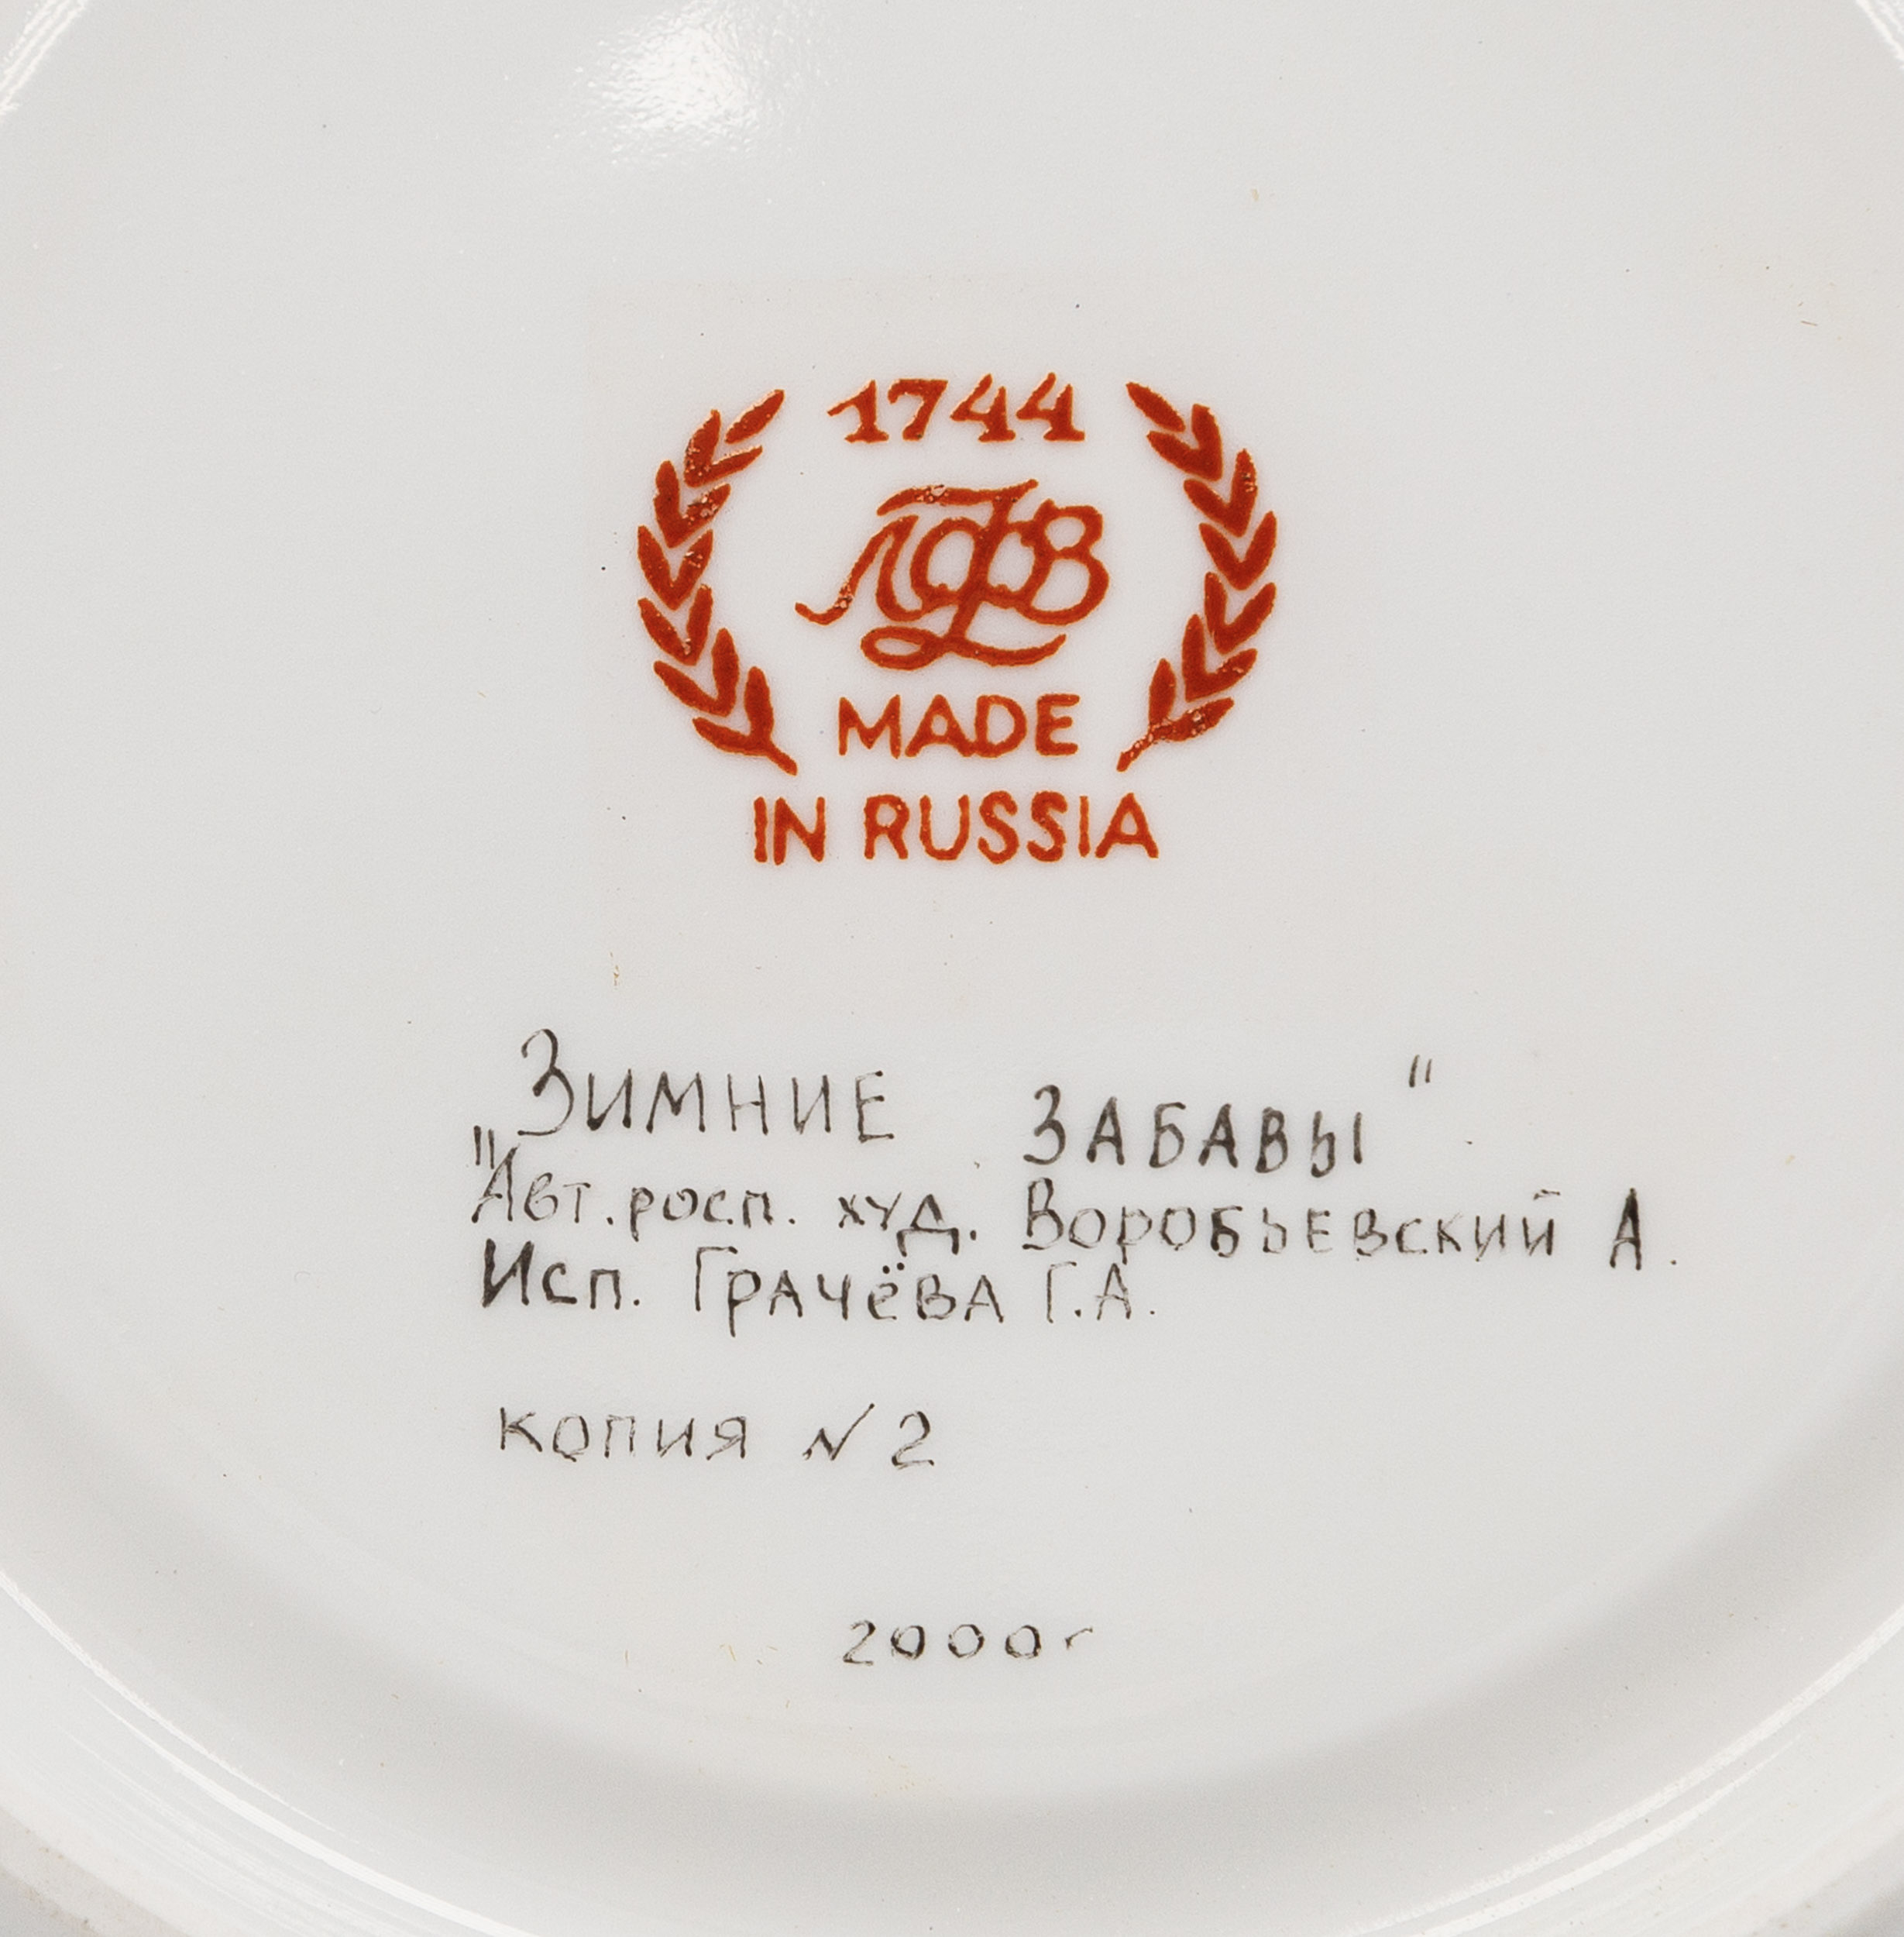 1744
ЛФЗ
MADE
IN RUSSIA
„Зимние забавы"
Авт. росп. худ. Воробьевский А.
Исп. Грачёва Г.А.
копия №2
2000г